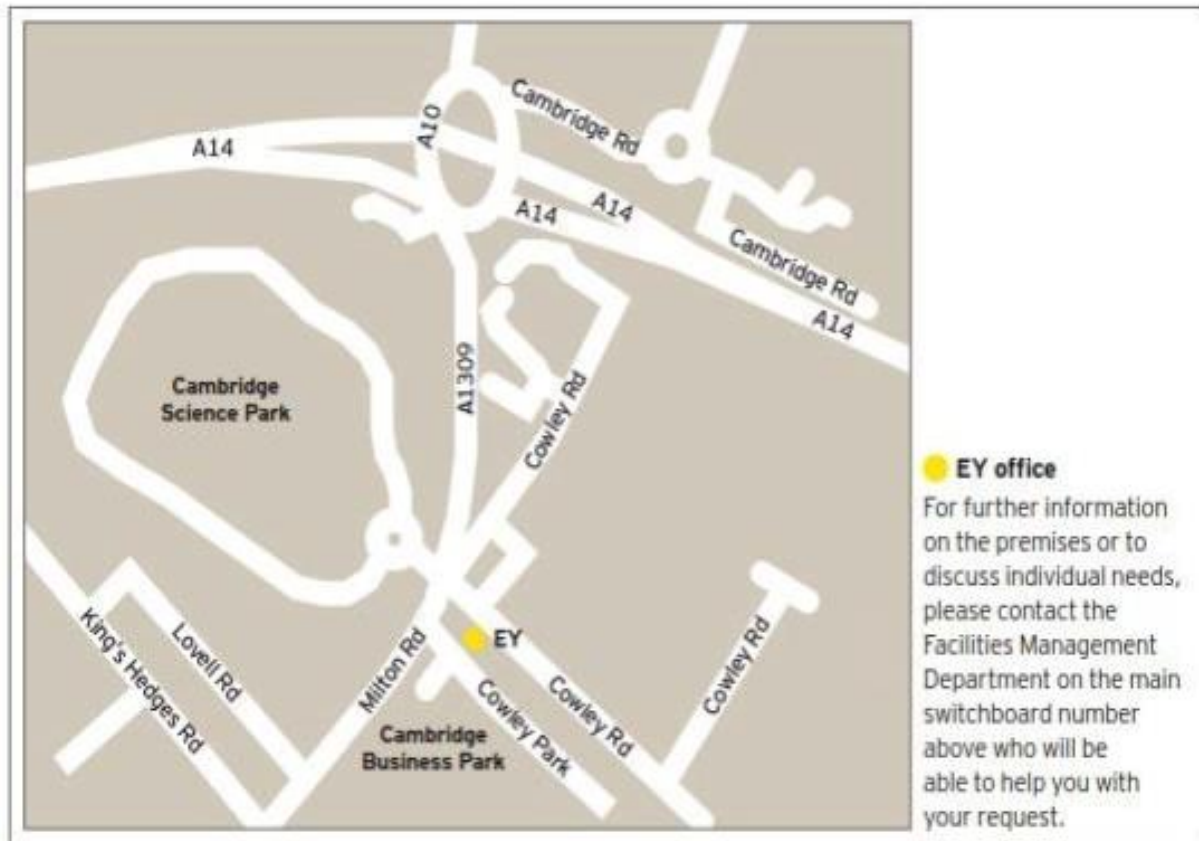 A10
Cambridge Rd
A14
A14
A14
Cambridge Rd
A14
A1309
Cambridge
Science Park
Cowley Rd
EY
King's Hedges Rd
Lovell Rd
Milton Rd
Cowley Park
Cowley Rd
Cowley Rd
Cambridge
Business Park
EY office
For further information
on the premises or to
discuss individual needs,
please contact the
Facilities Management
Department on the main
switchboard number
above who will be
able to help you with
your request.